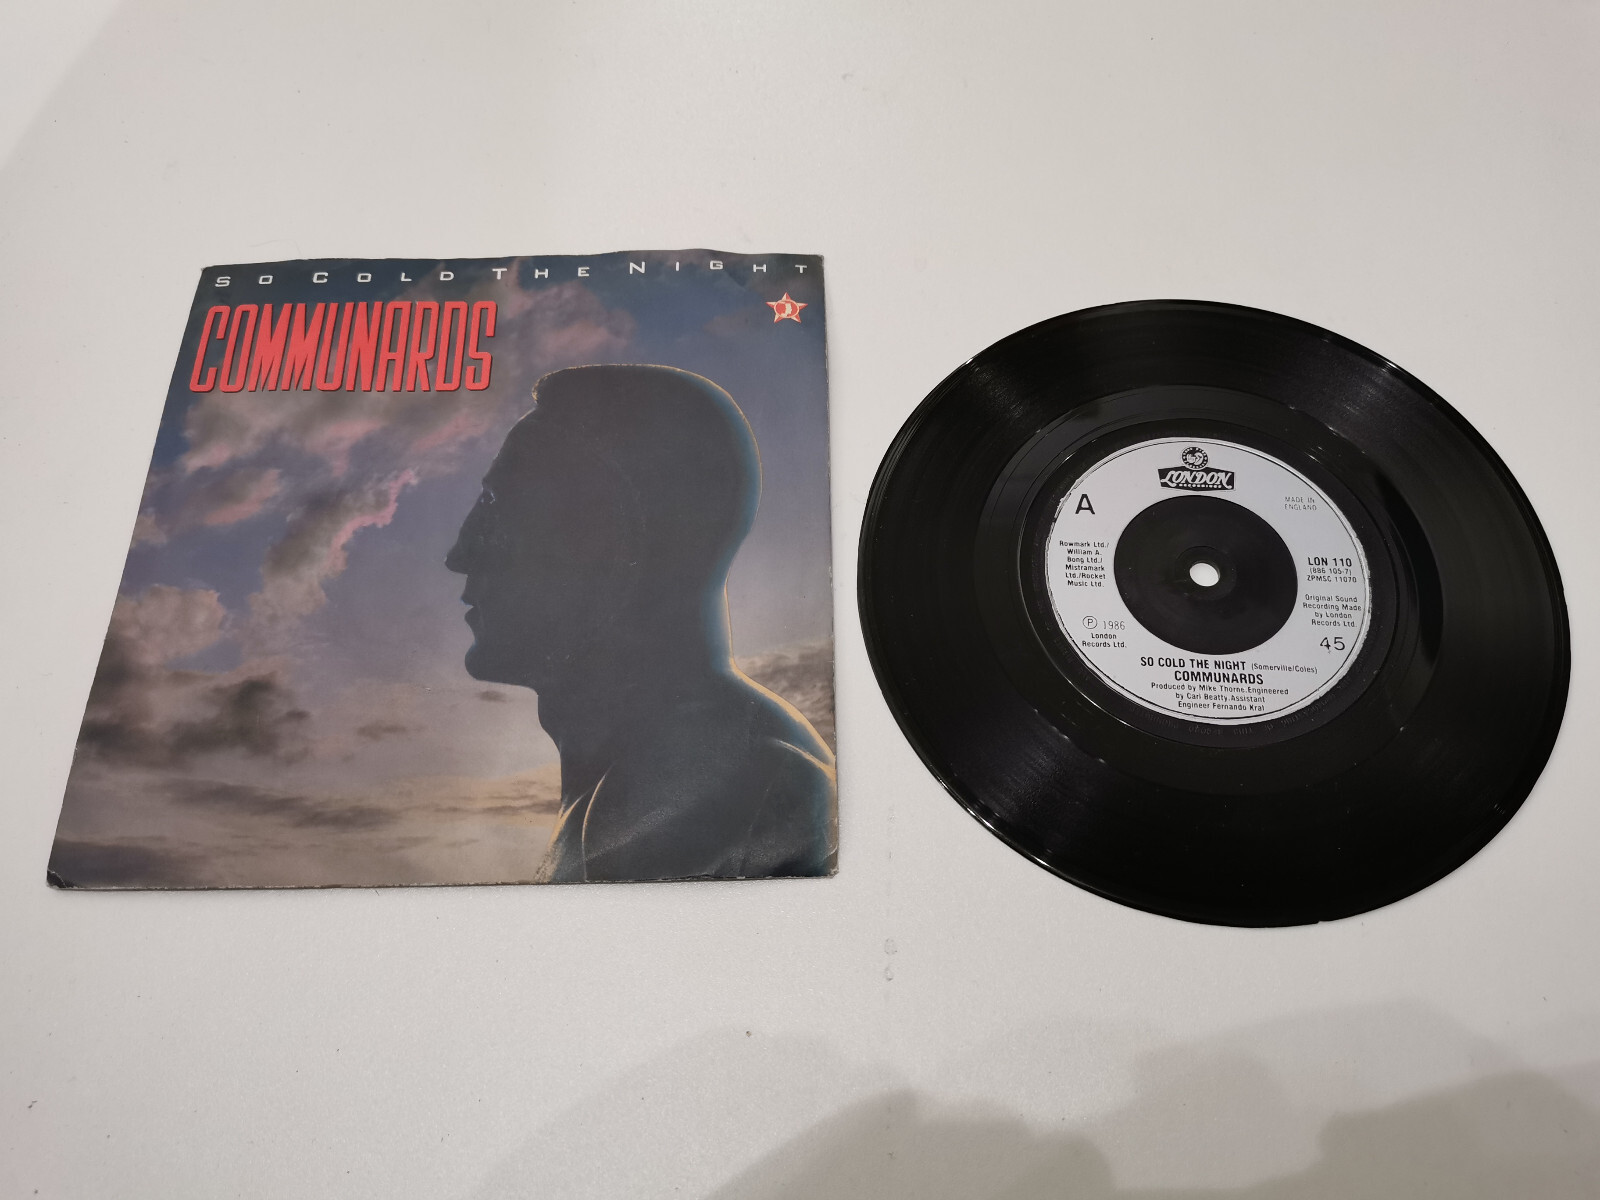 SO COLD THE NIGHT
COMMUNARDS
LONDON
RECORDINGS
A
MADE IN
ENGLAND
Rowmark Ltd./
William A.
Bong Ltd./
Mistramark
Ltd./Rocket
Music Ltd.
LON 110
(886 105-7)
ZPMSC 11070
Original Sound
Recording Made
by London
Records Ltd.
Ⓟ 1986
London
Records Ltd.
45
SO COLD THE NIGHT (Somerville/Coles)
COMMUNARDS
Produced by Mike Thorne.Engineered
by Carl Beatty.Assistant
Engineer Fernando Kral